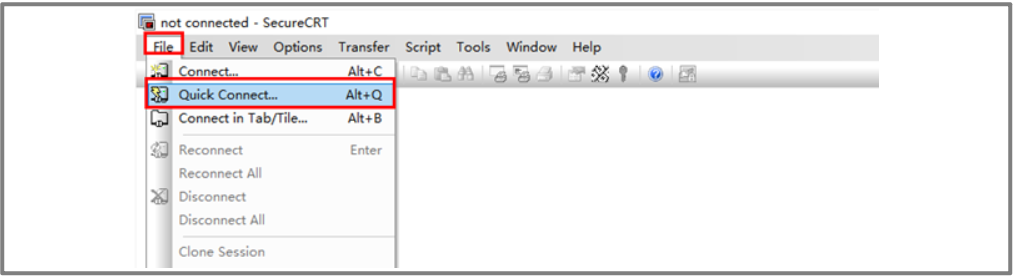 not connected - SecureCRT
File Edit View Options Transfer Script Tools Window Help
Connect... Alt+C
Quick Connect... Alt+Q
Connect in Tab/Tile... Alt+B
Reconnect Enter
Reconnect All
Disconnect
Disconnect All
Clone Session